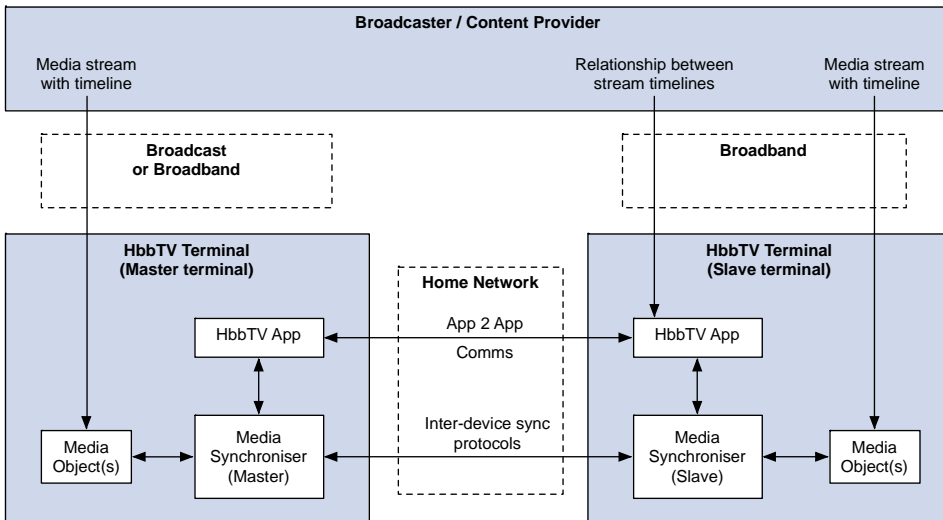 Broadcaster / Content Provider
Media stream
with timeline
Relationship between
stream timelines
Media stream
with timeline
Broadcast
or Broadband
Broadband
HbbTV Terminal
(Master terminal)
Home Network
HbbTV Terminal
(Slave terminal)
HbbTV App
App 2 App
Comms
HbbTV App
Media
Object(s)
Media
Synchroniser
(Master)
Inter-device sync
protocols
Media
Synchroniser
(Slave)
Media
Object(s)